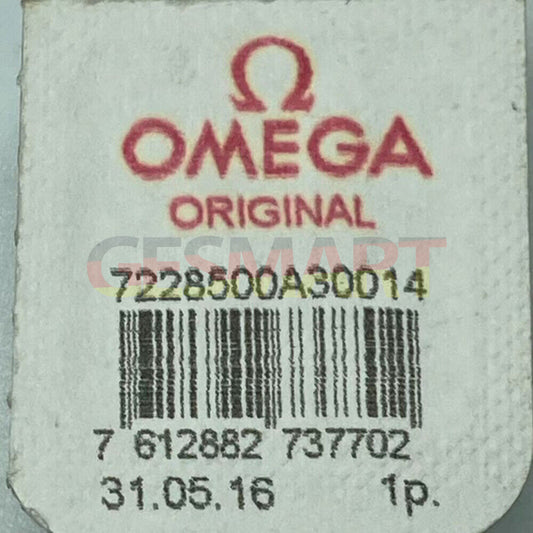 Ω
OMEGA
ORIGINAL
GESMART
7228500A30014
7 612882 737702
31.05.16 1p.